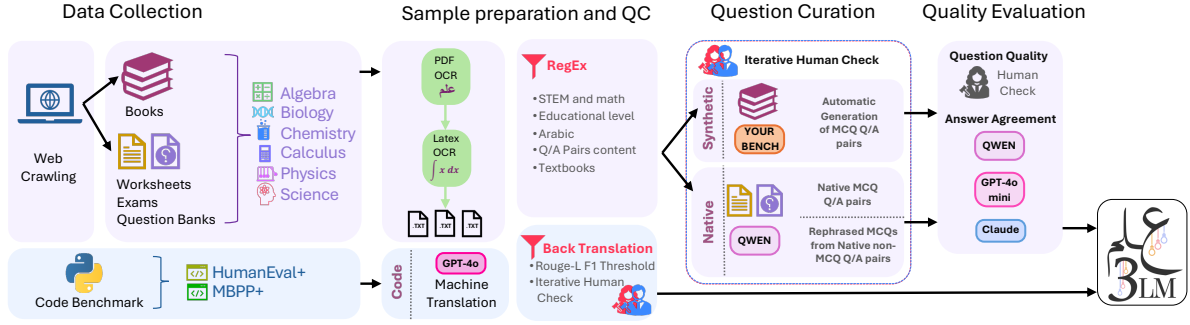 Data Collection
Sample preparation and QC
Question Curation
Quality Evaluation
Web
Crawling
Books
Worksheets
Exams
Question Banks
Algebra
Biology
Chemistry
Calculus
Physics
Science
Code Benchmark
HumanEval+
MBPP+
PDF
OCR
علم
Latex
OCR
∫ x dx
.TXT .TXT .TXT
Code
GPT-4o
Machine
Translation
RegEx
•STEM and math
•Educational level
•Arabic
•Q/A Pairs content
•Textbooks
Back Translation
•Rouge-L F1 Threshold
•Iterative Human
Check
Iterative Human Check
Synthetic
YOUR
BENCH
Automatic
Generation
of MCQ Q/A
pairs
Native
QWEN
Native MCQ
Q/A pairs
Rephrased MCQs
from Native non-
MCQ Q/A pairs
Question Quality
Human
Check
Answer Agreement
QWEN
GPT-4o
mini
Claude
علم
3LM